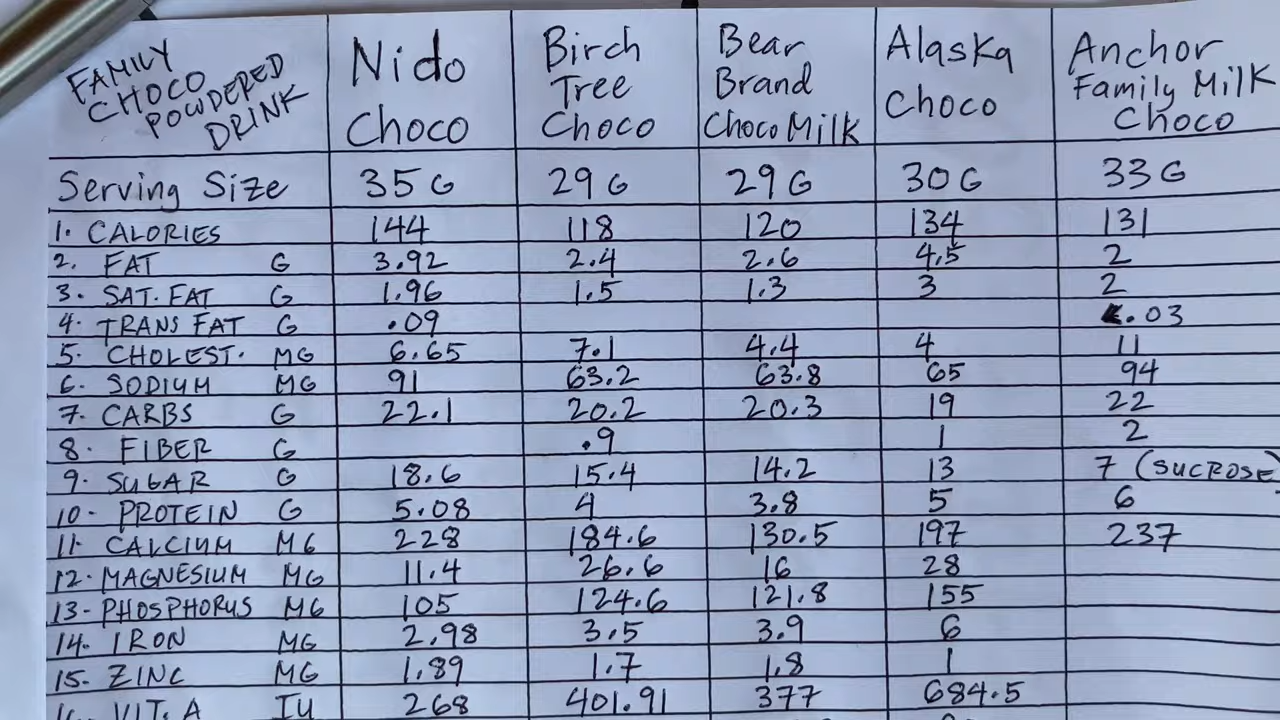 FAMILY CHOCO POWDERED DRINK Nido Choco Birch Tree Choco Bear Brand Choco Milk Alaska Choco Anchor Family Milk Choco
Serving Size 35 G 29 G 29 G 30 G 33 G
1. CALORIES 144 118 120 134 131
2. FAT G 3.92 2.4 2.6 4.5 2
3. SAT. FAT G 1.96 1.5 1.3 3 2
4. TRANS FAT G .09 .03
5. CHOLEST. MG 6.65 7.1 4.4 4 11
6. SODIUM MG 91 63.2 63.8 65 94
7. CARBS G 22.1 20.2 20.3 19 22
8. FIBER G .9 1 2
9. SUGAR G 18.6 15.4 14.2 13 7 (SUCROSE)
10. PROTEIN G 5.08 4 3.8 5 6
11. CALCIUM MG 228 184.6 130.5 197 237
12. MAGNESIUM MG 11.4 26.6 16 28
13. PHOSPHORUS MG 105 124.6 121.8 155
14. IRON MG 2.98 3.5 3.9 6
15. ZINC MG 1.89 1.7 1.8 1
16. VIT. A IU 268 401.91 377 684.5